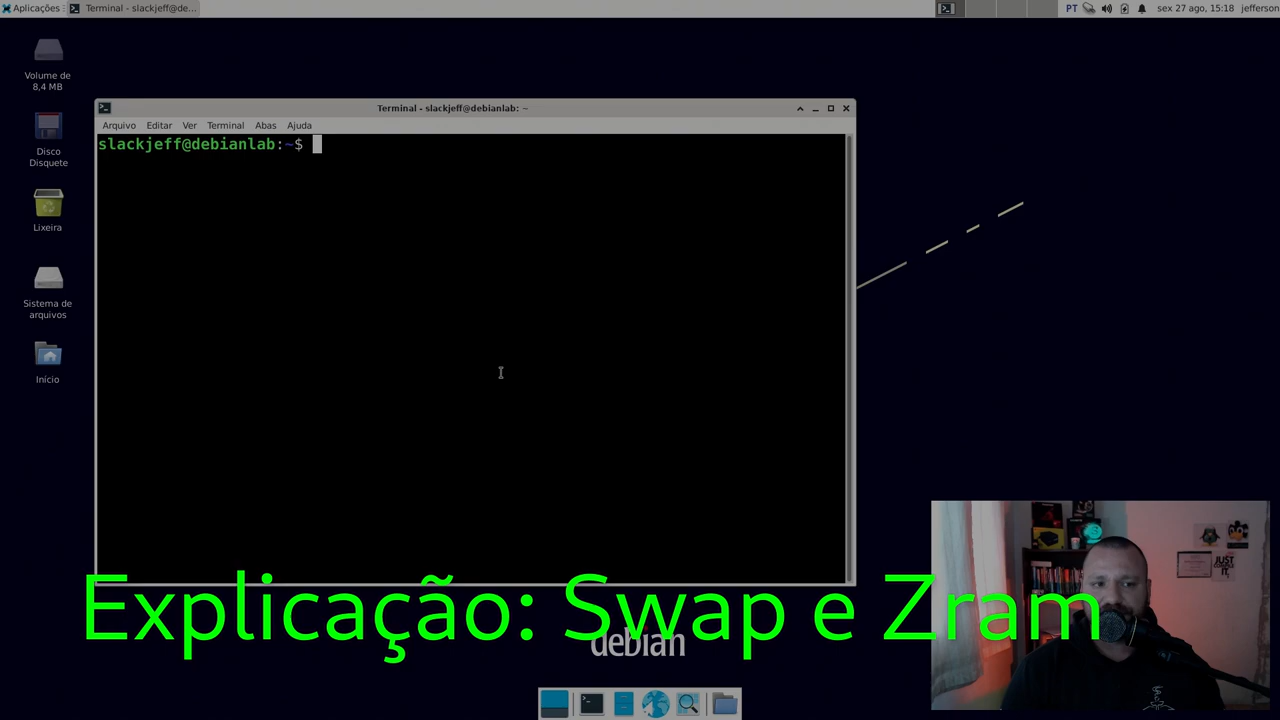 Aplicações
Terminal - slackjeff@de...
PT
sex 27 ago, 15:18
jefferson
Volume de
8,4 MB
Disco
Disquete
Lixeira
Sistema de
arquivos
Início
Terminal - slackjeff@debianlab: ~
Arquivo Editar Ver Terminal Abas Ajuda
slackjeff@debianlab:~$
JUST
Explicação: Swap e Zram
debian